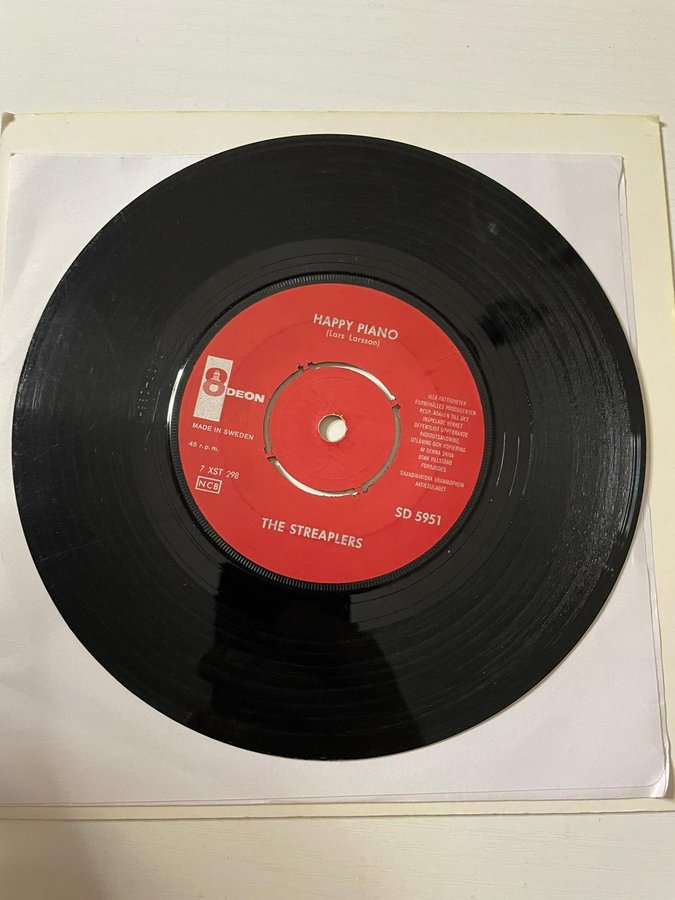 HAPPY PIANO
(Lars Larsson)
ODEON
MADE IN SWEDEN
45 r.p.m.
7 XST 298
NCB
ALLA RÄTTIGHETER
FÖRBEHÅLLES PRODUCENTEN
RESP. ÄGAREN TILL DET
INSPELADE VERKET
OFFENTLIGT UPPFÖRANDE
RADIOUTSÄNDNING,
UTLÅNING OCH KOPIERING
AV DENNA SKIVA
UTAN TILLSTÅND
FÖRBJUDES.
SKANDINAVISKA GRAMMOPHON
AKTIEBOLAGET
SD 5951
THE STREAPLERS